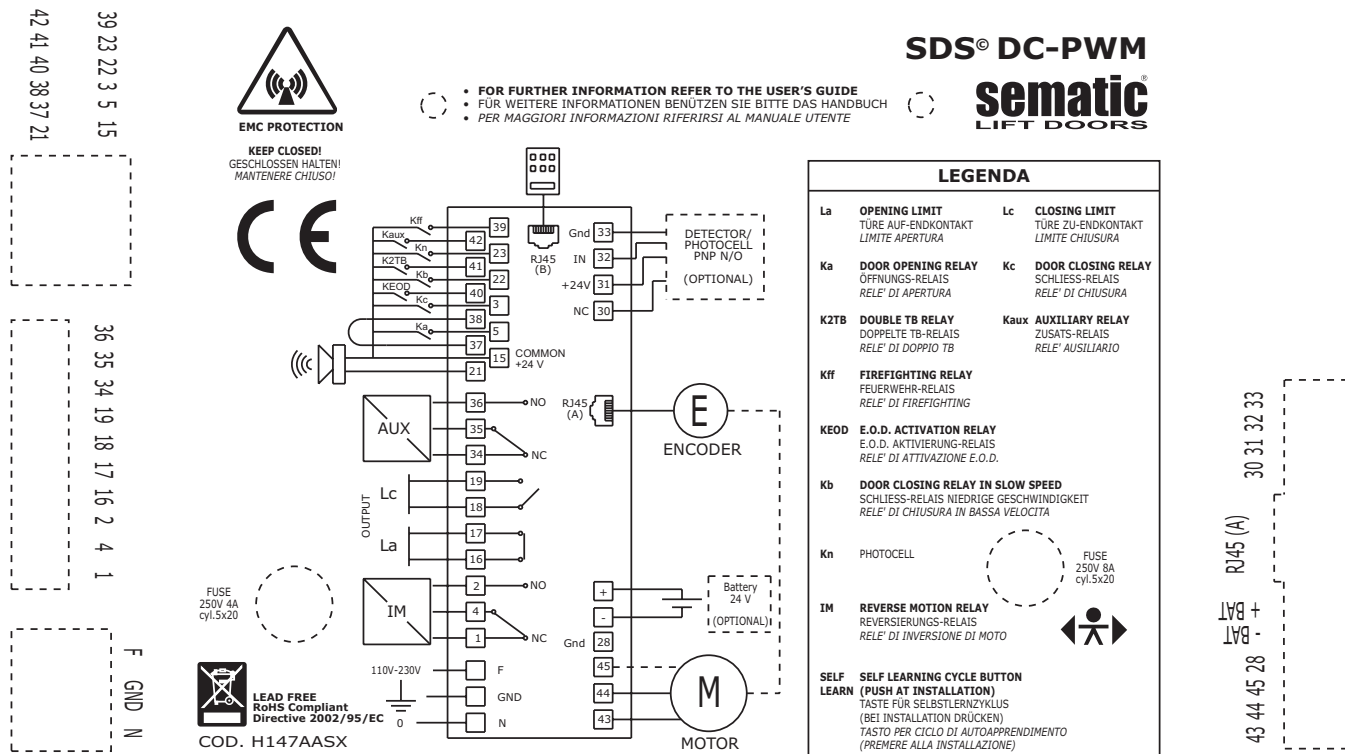 42 41 40 38 37 21
39 23 22 3 5 15
EMC PROTECTION
KEEP CLOSED!
GESCHLOSSEN HALTEN!
MANTENERE CHIUSO!
CE
• FOR FURTHER INFORMATION REFER TO THE USER'S GUIDE
• FÜR WEITERE INFORMATIONEN BENÜTZEN SIE BITTE DAS HANDBUCH
• PER MAGGIORI INFORMAZIONI RIFERIRSI AL MANUALE UTENTE
SDS© DC-PWM
sematic®
LIFT DOORS
Kff 39
Kaux 42
Kn 23
K2TB 41
Kb 22
KEOD 40
Kc 3
38
Ka 5
37
15 COMMON
+24 V
21
RJ45
(B)
Gnd 33
IN 32
+24V 31
NC 30
DETECTOR/
PHOTOCELL
PNP N/O
(OPTIONAL)
36 35 34 19 18 17 16 2 4 1
AUX
36 NO
35
34 NC
RJ45
(A)
E
ENCODER
OUTPUT
Lc
19
18
La
17
16
FUSE
250V 4A
cyl.5x20
IM
2 NO
4
1 NC
+
-
Battery
24 V
(OPTIONAL)
Gnd 28
45
44
43
M
MOTOR
110V-230V F
GND
0 N
F GND N
LEAD FREE
RoHS Compliant
Directive 2002/95/EC
COD. H147AASX
LEGENDA
La OPENING LIMIT
TÜRE AUF-ENDKONTAKT
LIMITE APERTURA
Lc CLOSING LIMIT
TÜRE ZU-ENDKONTAKT
LIMITE CHIUSURA
Ka DOOR OPENING RELAY
ÖFFNUNGS-RELAIS
RELE' DI APERTURA
Kc DOOR CLOSING RELAY
SCHLIESS-RELAIS
RELE' DI CHIUSURA
K2TB DOUBLE TB RELAY
DOPPELTE TB-RELAIS
RELE' DI DOPPIO TB
Kaux AUXILIARY RELAY
ZUSATS-RELAIS
RELE' AUSILIARIO
Kff FIREFIGHTING RELAY
FEUERWEHR-RELAIS
RELE' DI FIREFIGHTING
KEOD E.O.D. ACTIVATION RELAY
E.O.D. AKTIVIERUNG-RELAIS
RELE' DI ATTIVAZIONE E.O.D.
Kb DOOR CLOSING RELAY IN SLOW SPEED
SCHLIESS-RELAIS NIEDRIGE GESCHWINDIGKEIT
RELE' DI CHIUSURA IN BASSA VELOCITA
Kn PHOTOCELL
FUSE
250V 8A
cyl.5x20
IM REVERSE MOTION RELAY
REVERSIERUNGS-RELAIS
RELE' DI INVERSIONE DI MOTO
SELF SELF LEARNING CYCLE BUTTON
LEARN (PUSH AT INSTALLATION)
TASTE FÜR SELBSTLERNZYKLUS
(BEI INSTALLATION DRÜCKEN)
TASTO PER CICLO DI AUTOAPPRENDIMENTO
(PREMERE ALLA INSTALLAZIONE)
30 31 32 33
RJ45 (A)
+ BAT
- BAT
43 44 45 28